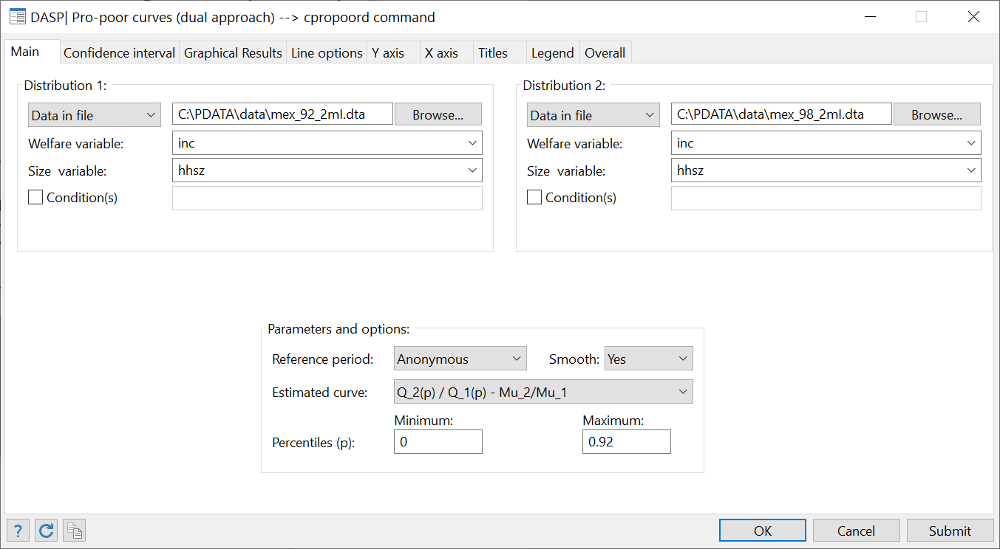 DASP| Pro-poor curves (dual approach) --> cpropoord command
Main Confidence interval Graphical Results Line options Y axis X axis Titles Legend Overall
Distribution 1:
Data in file C:\PDATA\data\mex_92_2mI.dta Browse...
Welfare variable: inc
Size variable: hhsz
Condition(s)
Distribution 2:
Data in file C:\PDATA\data\mex_98_2mI.dta Browse...
Welfare variable: inc
Size variable: hhsz
Condition(s)
Parameters and options:
Reference period: Anonymous Smooth: Yes
Estimated curve: Q_2(p) / Q_1(p) - Mu_2/Mu_1
Minimum: Maximum:
Percentiles (p): 0 0.92
? OK Cancel Submit